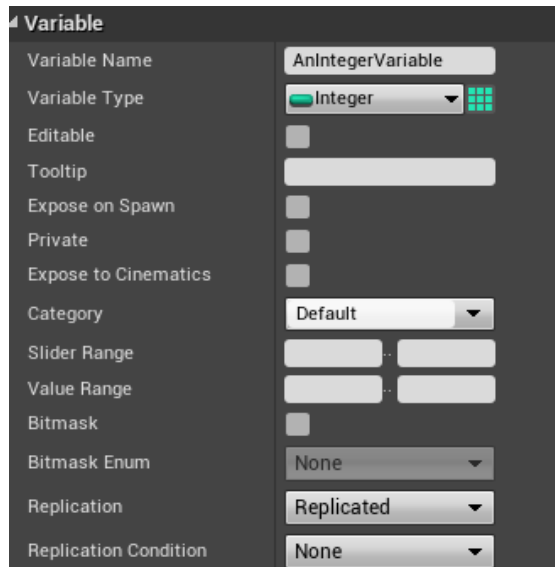 Variable
Variable Name AnIntegerVariable
Variable Type Integer
Editable
Tooltip
Expose on Spawn
Private
Expose to Cinematics
Category Default
Slider Range ..
Value Range ..
Bitmask
Bitmask Enum None
Replication Replicated
Replication Condition None